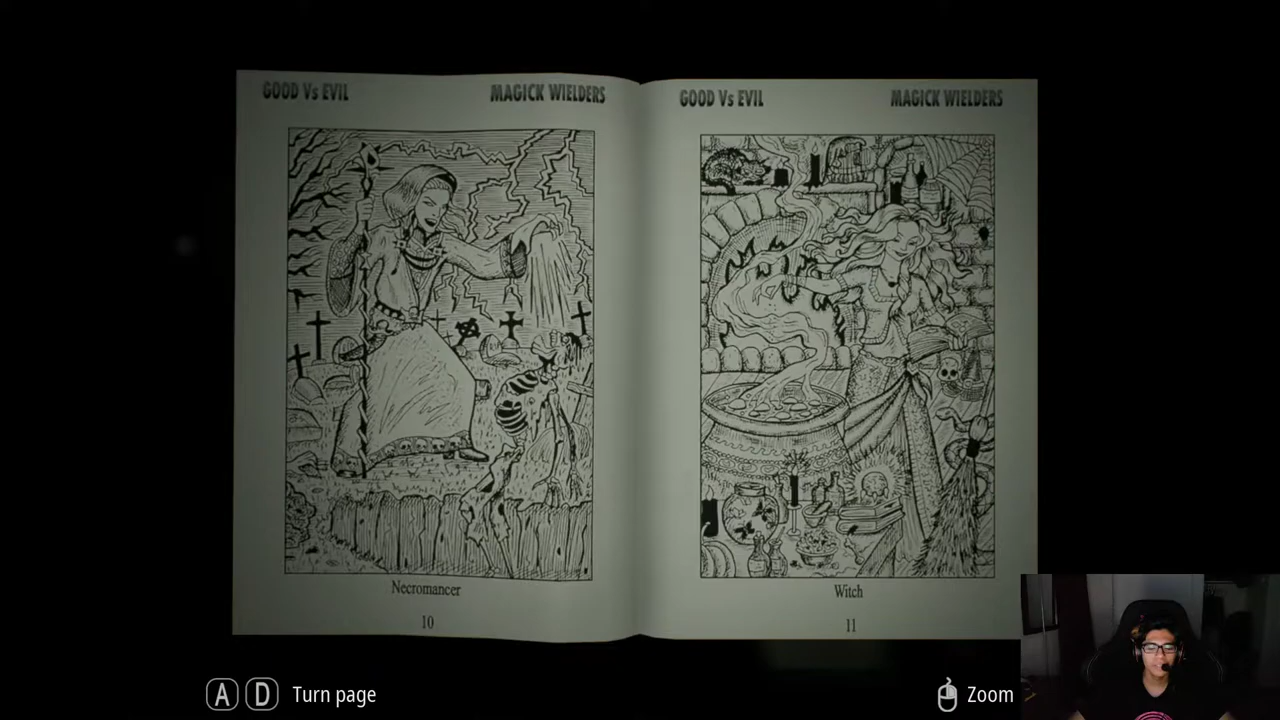 GOOD Vs EVIL MAGICK WIELDERS
Necromancer
10
GOOD Vs EVIL MAGICK WIELDERS
Witch
11
A D Turn page
Zoom